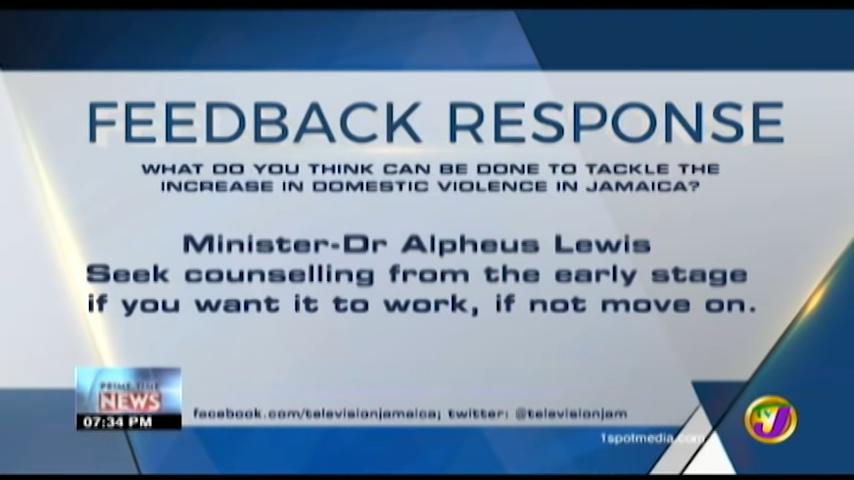 FEEDBACK RESPONSE
WHAT DO YOU THINK CAN BE DONE TO TACKLE THE
INCREASE IN DOMESTIC VIOLENCE IN JAMAICA?
Minister-Dr Alpheus Lewis
Seek counselling from the early stage
if you want it to work, if not move on.
PRIME TIME
NEWS
07:34 PM
facebook.com/televisionjamaica; twitter: @televisionjam
1spotmedia.com
TVJ